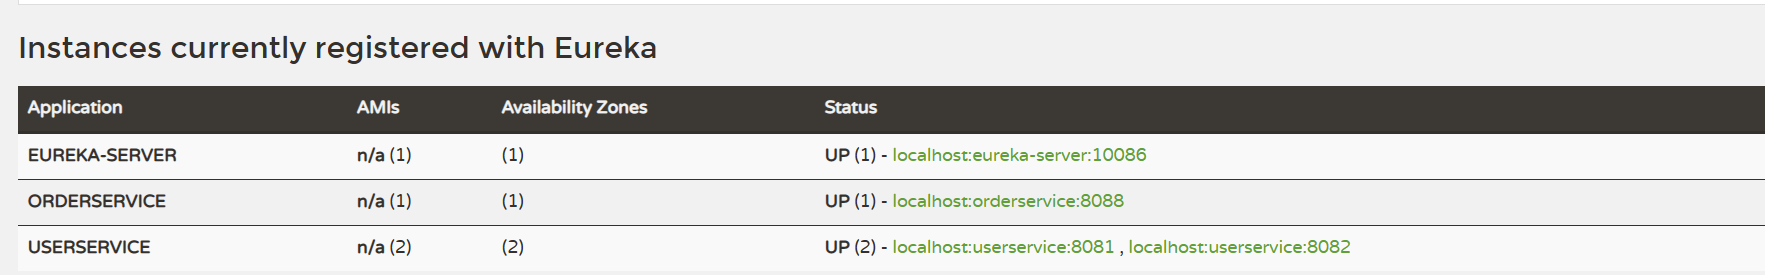 Instances currently registered with Eureka
Application AMIs Availability Zones Status
EUREKA-SERVER n/a (1) (1) UP (1) - localhost:eureka-server:10086
ORDERSERVICE n/a (1) (1) UP (1) - localhost:orderservice:8088
USERSERVICE n/a (2) (2) UP (2) - localhost:userservice:8081 , localhost:userservice:8082